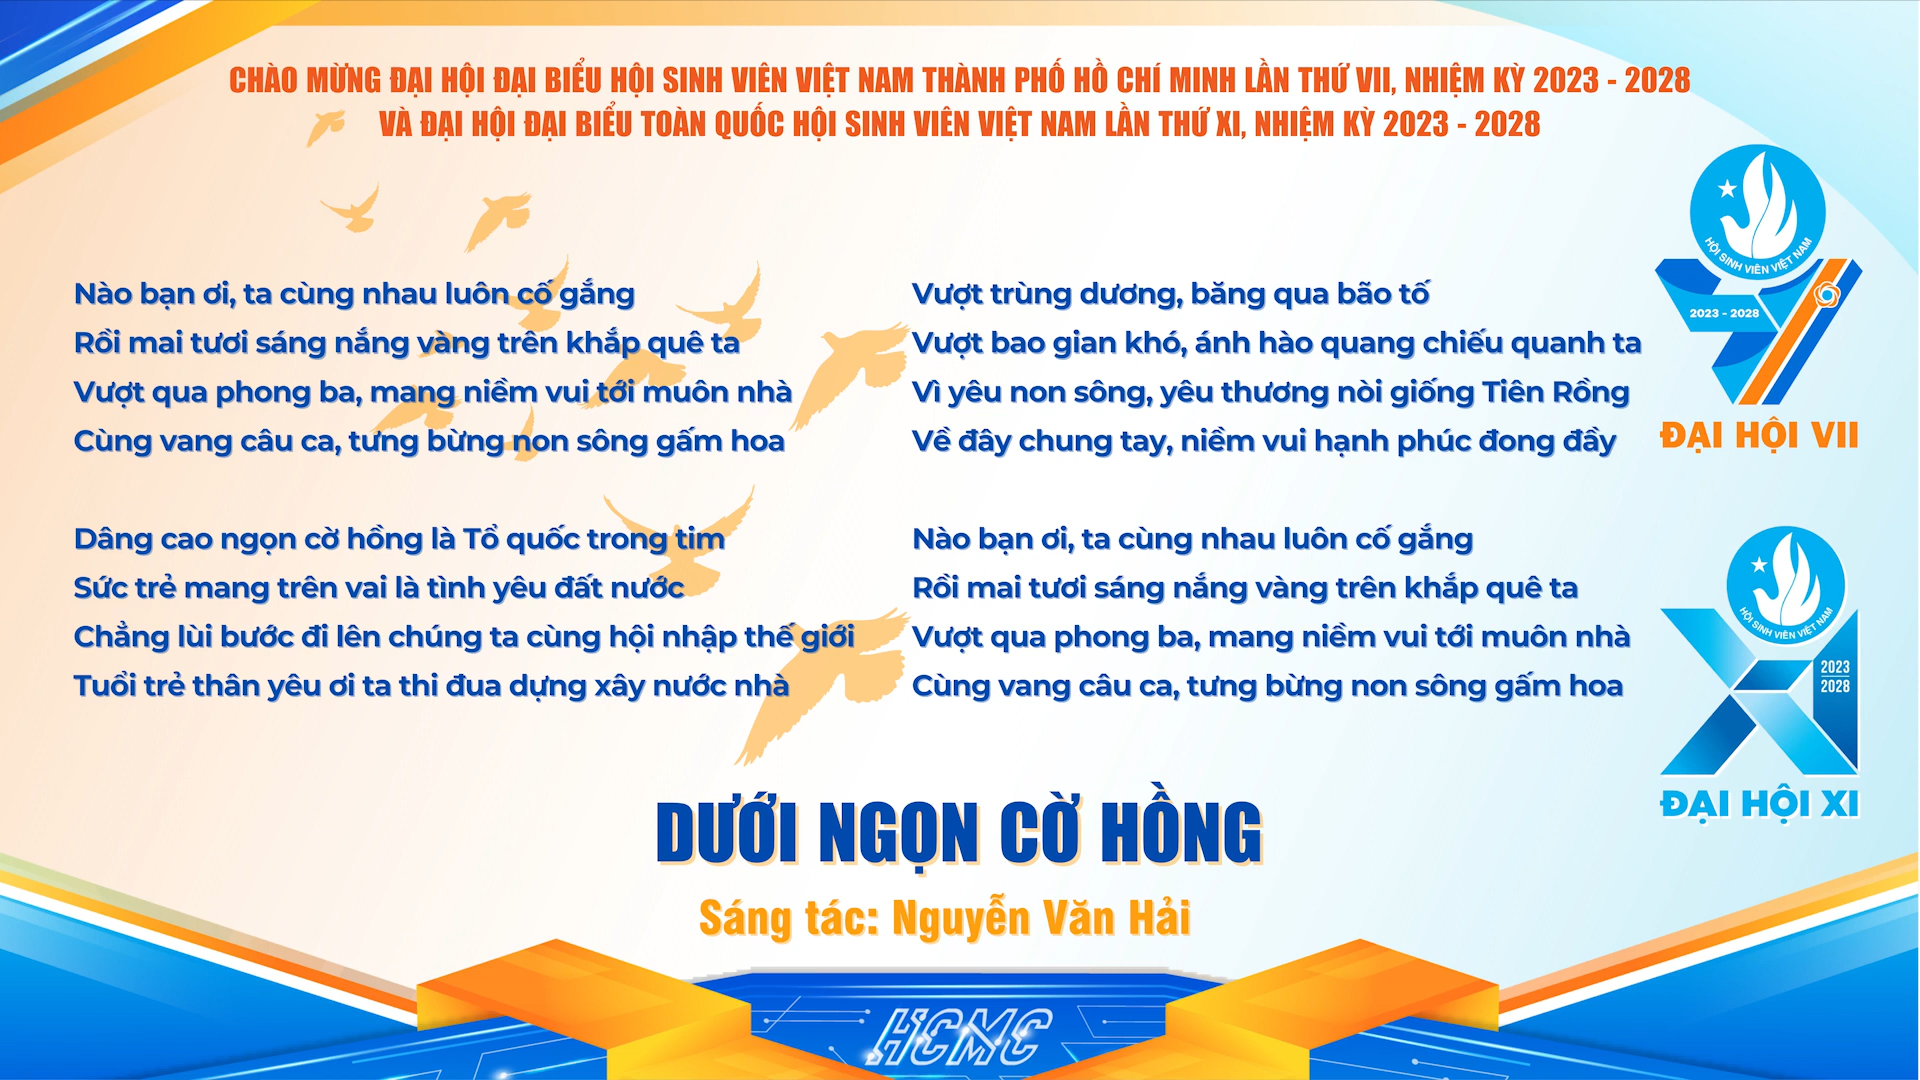 CHÀO MỪNG ĐẠI HỘI ĐẠI BIỂU HỘI SINH VIÊN VIỆT NAM THÀNH PHỐ HỒ CHÍ MINH LẦN THỨ VII, NHIỆM KỲ 2023 - 2028
VÀ ĐẠI HỘI ĐẠI BIỂU TOÀN QUỐC HỘI SINH VIÊN VIỆT NAM LẦN THỨ XI, NHIỆM KỲ 2023 - 2028
Nào bạn ơi, ta cùng nhau luôn cố gắng
Rồi mai tươi sáng nắng vàng trên khắp quê ta
Vượt qua phong ba, mang niềm vui tới muôn nhà
Cùng vang câu ca, tưng bừng non sông gấm hoa
Dâng cao ngọn cờ hồng là Tổ quốc trong tim
Sức trẻ mang trên vai là tình yêu đất nước
Chẳng lùi bước đi lên chúng ta cùng hội nhập thế giới
Tuổi trẻ thân yêu ơi ta thi đua dựng xây nước nhà
Vượt trùng dương, băng qua bão tố
Vượt bao gian khó, ánh hào quang chiếu quanh ta
Vì yêu non sông, yêu thương nòi giống Tiên Rồng
Về đây chung tay, niềm vui hạnh phúc đong đầy
Nào bạn ơi, ta cùng nhau luôn cố gắng
Rồi mai tươi sáng nắng vàng trên khắp quê ta
Vượt qua phong ba, mang niềm vui tới muôn nhà
Cùng vang câu ca, tưng bừng non sông gấm hoa
HỘI SINH VIÊN VIỆT NAM
2023 - 2028
ĐẠI HỘI VII
HỘI SINH VIÊN VIỆT NAM
XI
2023
2028
ĐẠI HỘI XI
DƯỚI NGỌN CỜ HỒNG
Sáng tác: Nguyễn Văn Hải
HCMC